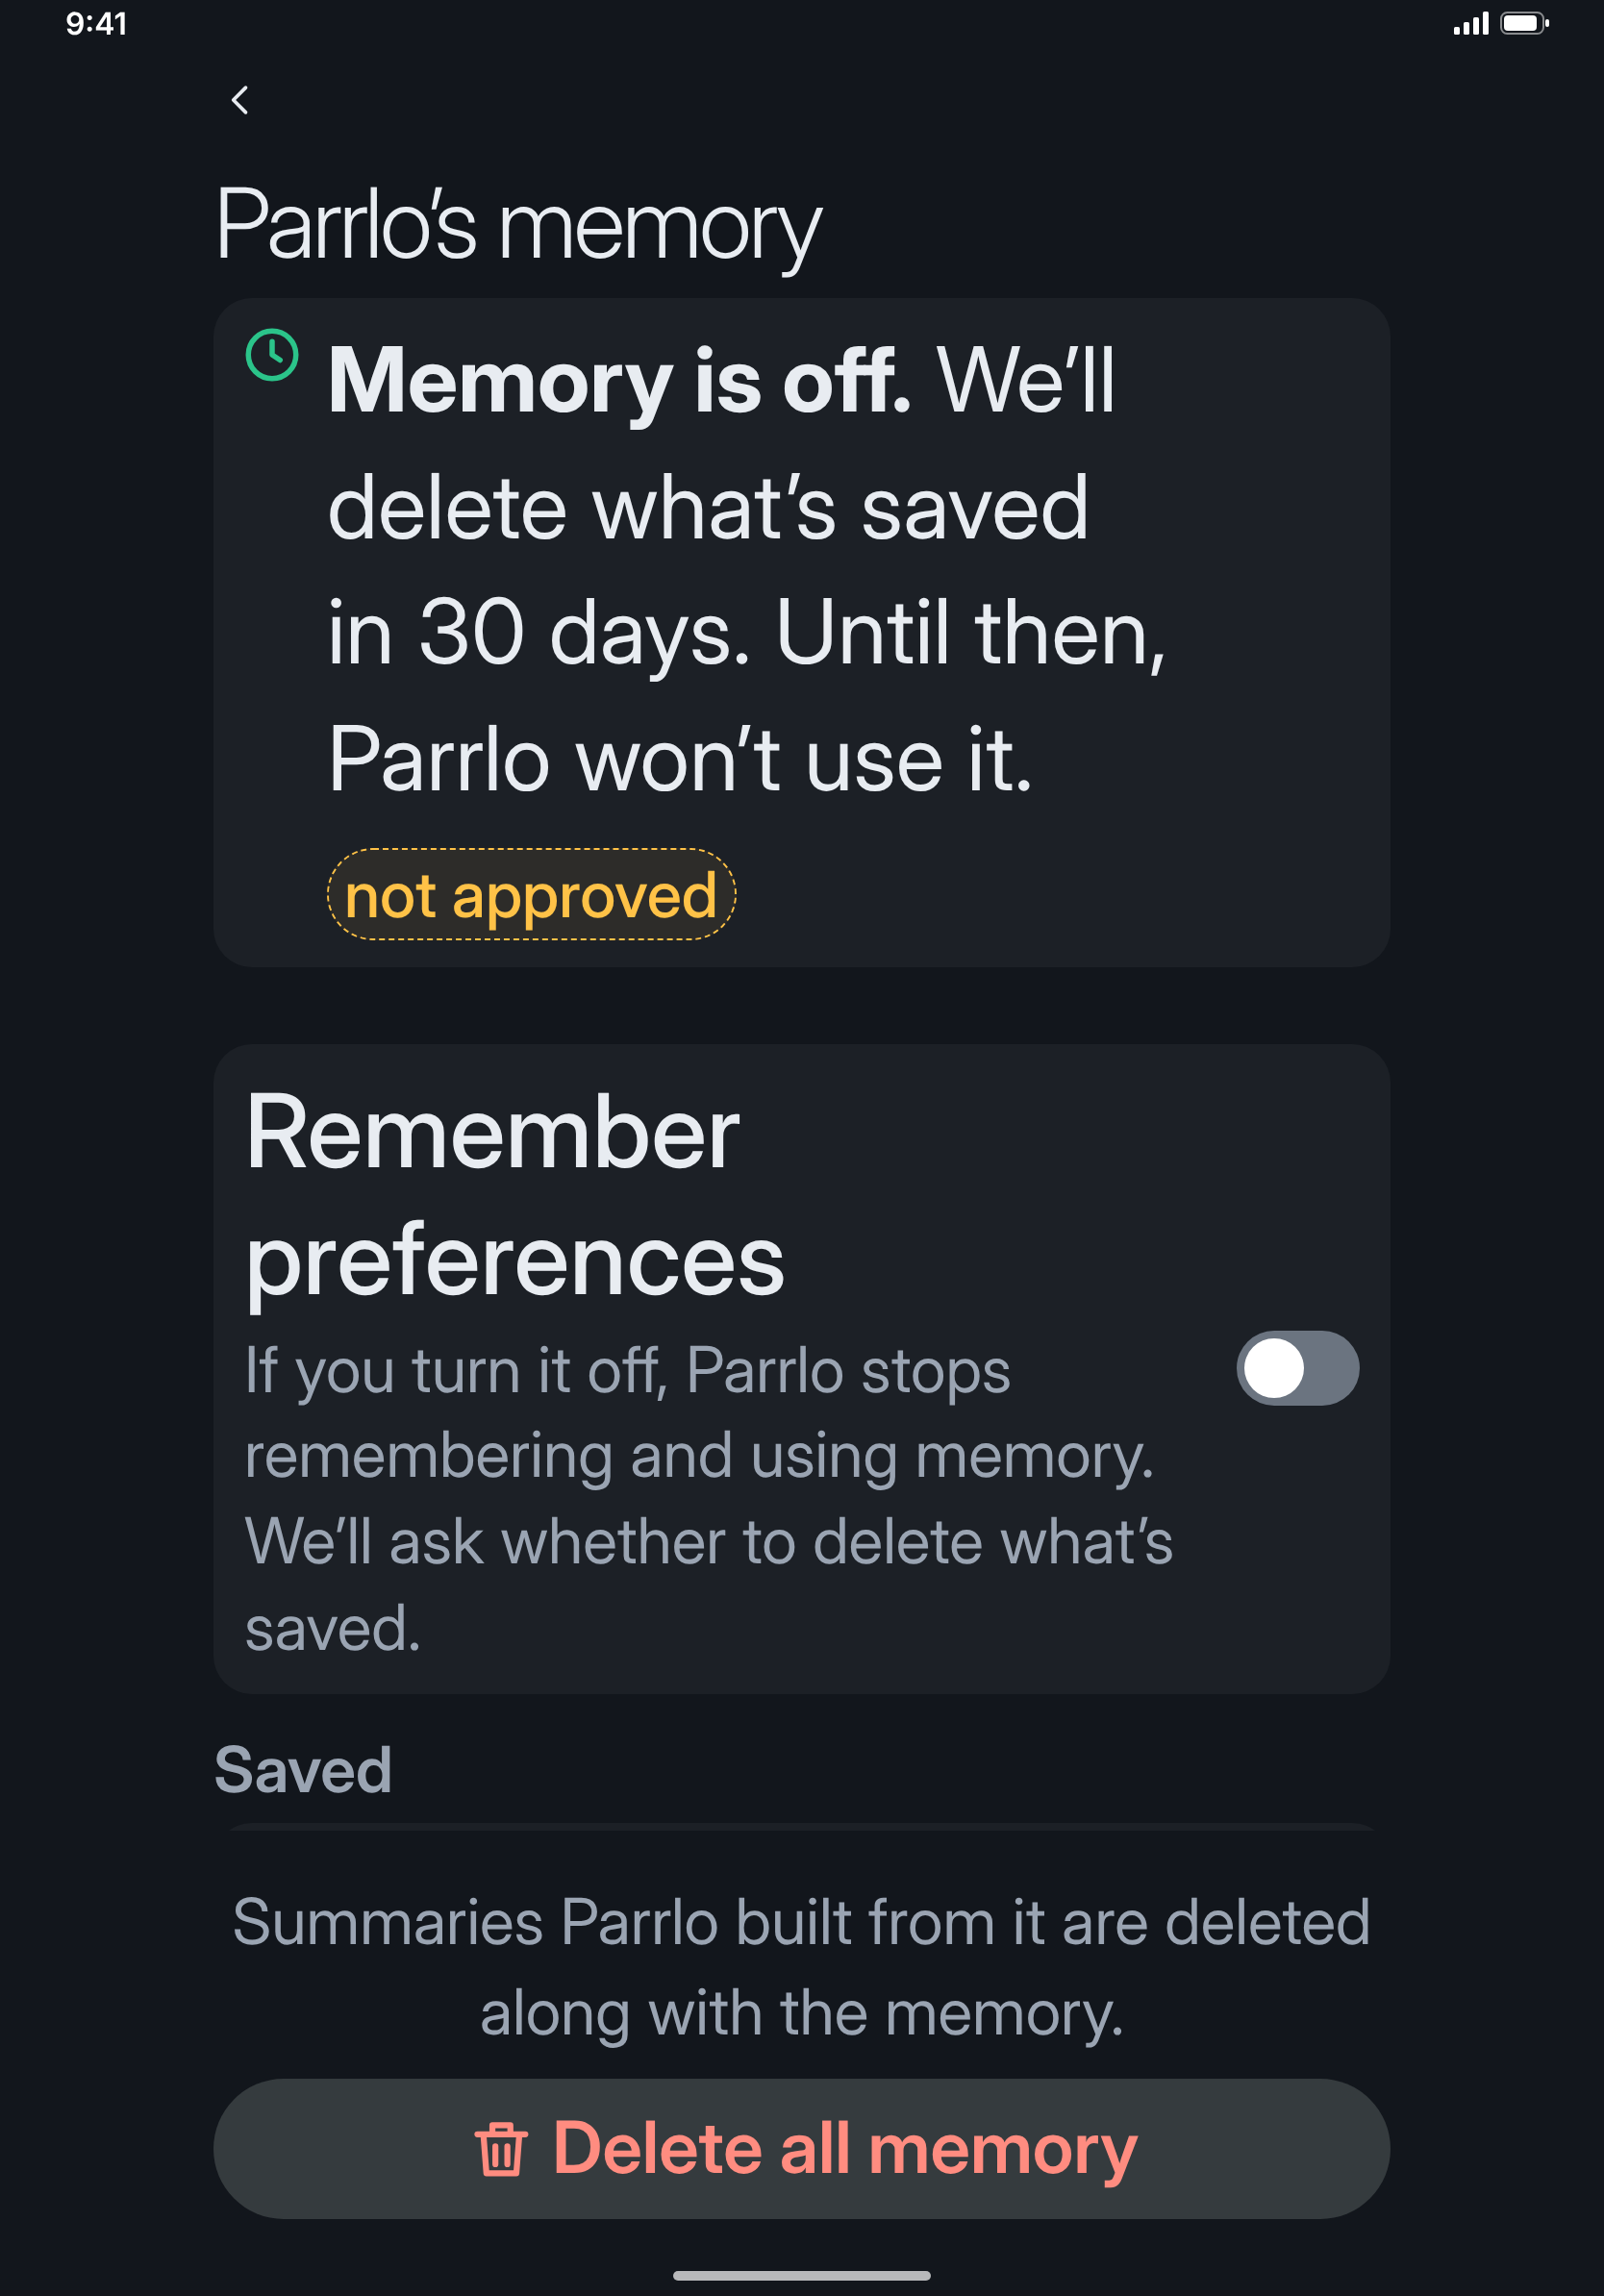 9:41
Parrlo’s memory
Memory is off. We’ll
delete what’s saved
in 30 days. Until then,
Parrlo won’t use it.
not approved
Remember
preferences
If you turn it off, Parrlo stops
remembering and using memory.
We’ll ask whether to delete what’s
saved.
Saved
Summaries Parrlo built from it are deleted
along with the memory.
Delete all memory